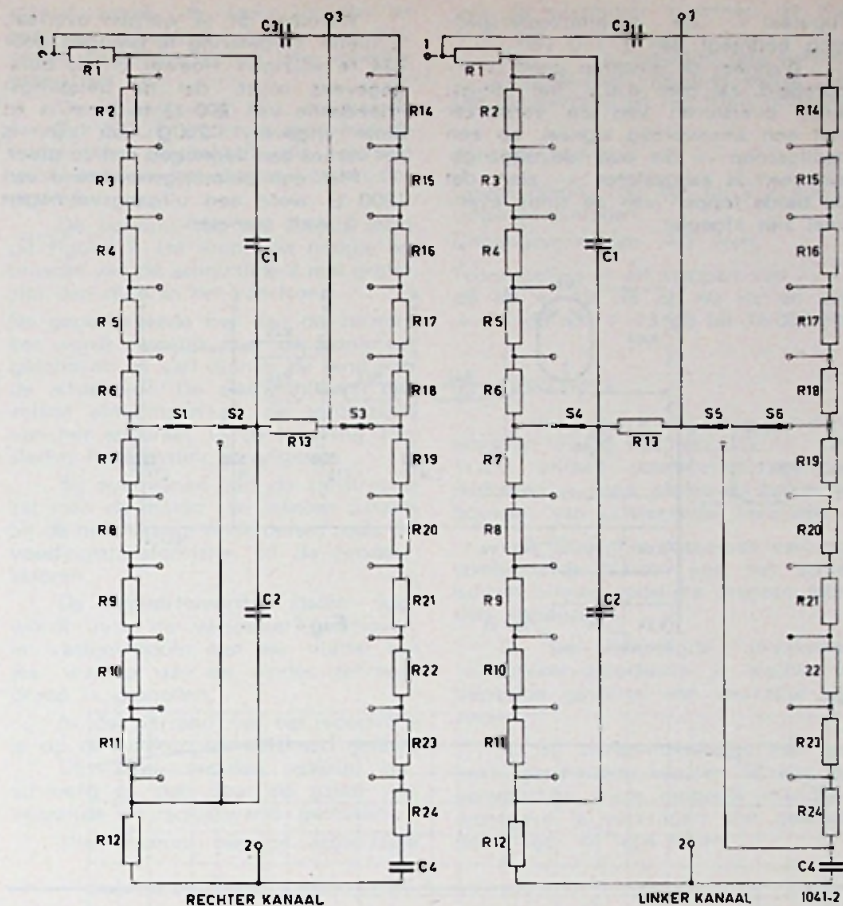 3
3
C3
1
1
R1
R1
R2
R14
R2
R14
R3
R15
R3
R15
R4
C1
R16
R4
C1
R16
R5
R17
R5
R17
R6
R18
R6
R18
S1
S2
S3
S4
S5
S6
R13
R13
R7
R19
R7
R19
R8
R20
R8
R20
R9
C2
R21
R9
C2
R21
R10
R22
R10
22
R11
R23
R11
R23
R24
R24
R12
2
C4
R12
2
C4
RECHTER KANAAL
LINKER KANAAL
1041-2